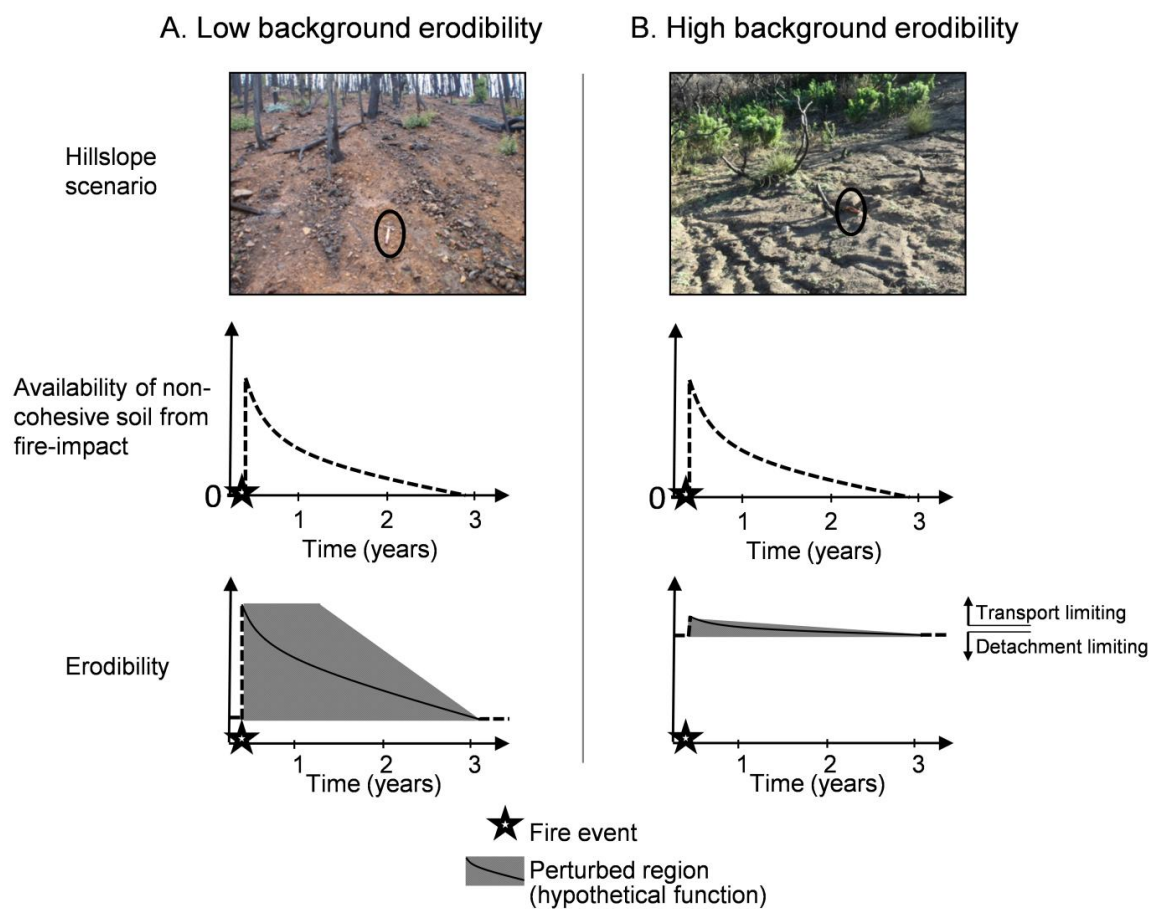 A. Low background erodibility
B. High background erodibility
Hillslope
scenario
Availability of non-
cohesive soil from
fire-impact
0
1
2
3
Time (years)
0
1
2
3
Time (years)
Erodibility
1
2
3
Time (years)
Transport limiting
Detachment limiting
1
2
3
Time (years)
Fire event
Perturbed region
(hypothetical function)